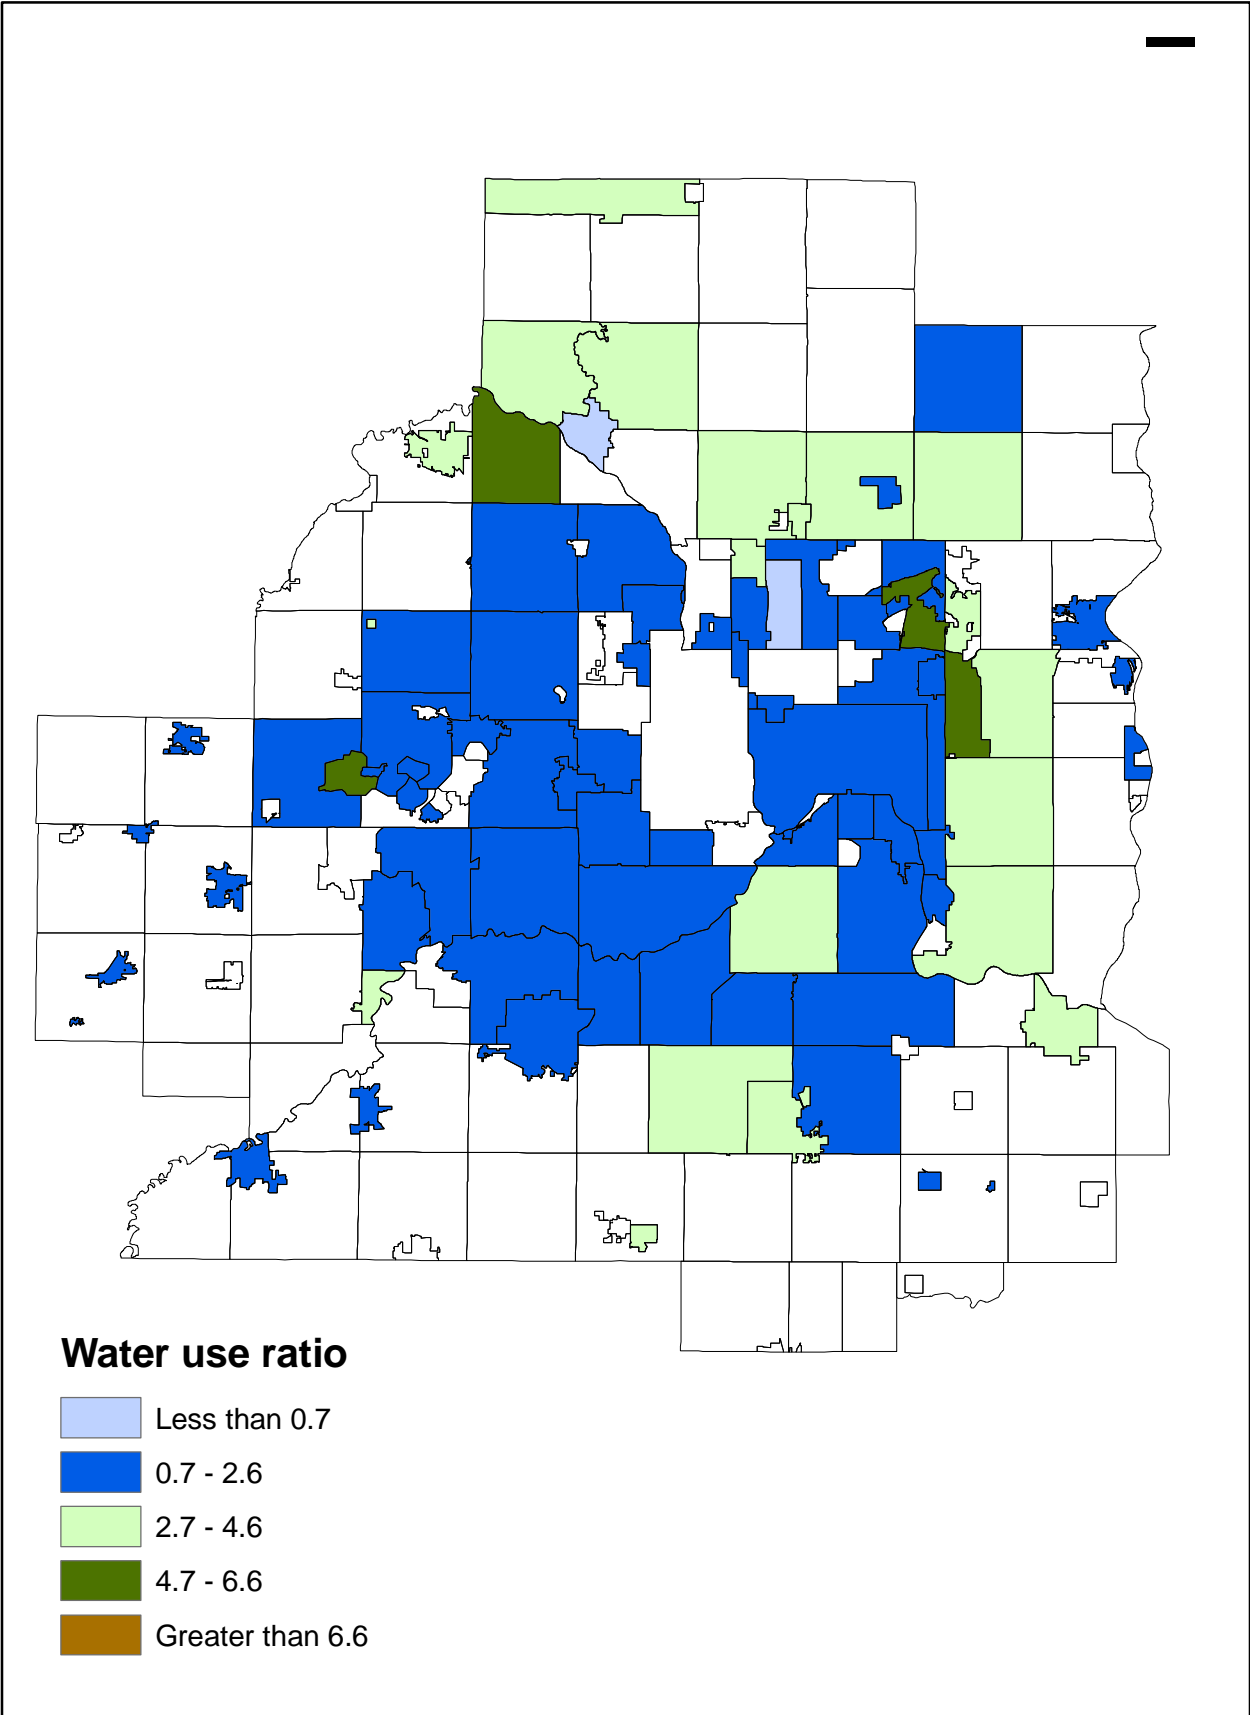 Water use ratio
Less than 0.7
0.7 - 2.6
2.7 - 4.6
4.7 - 6.6
Greater than 6.6